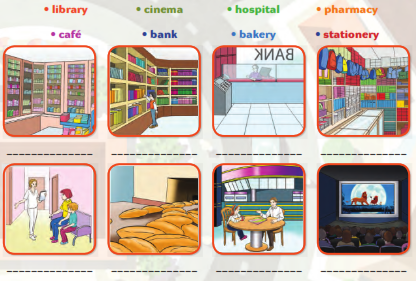 • library • cinema • hospital • pharmacy
• café • bank • bakery • stationery
BANK